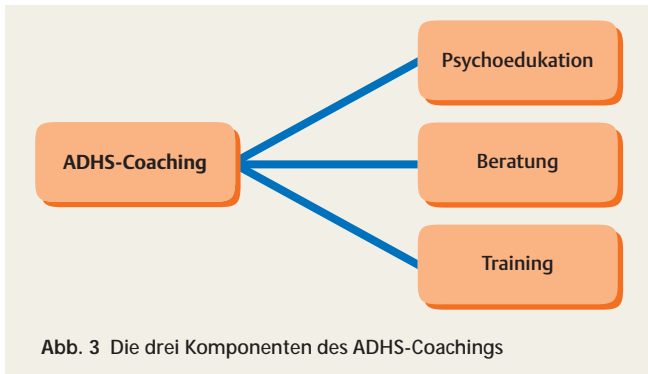 Psychoedukation
ADHS-Coaching
Beratung
Training
Abb. 3 Die drei Komponenten des ADHS-Coachings